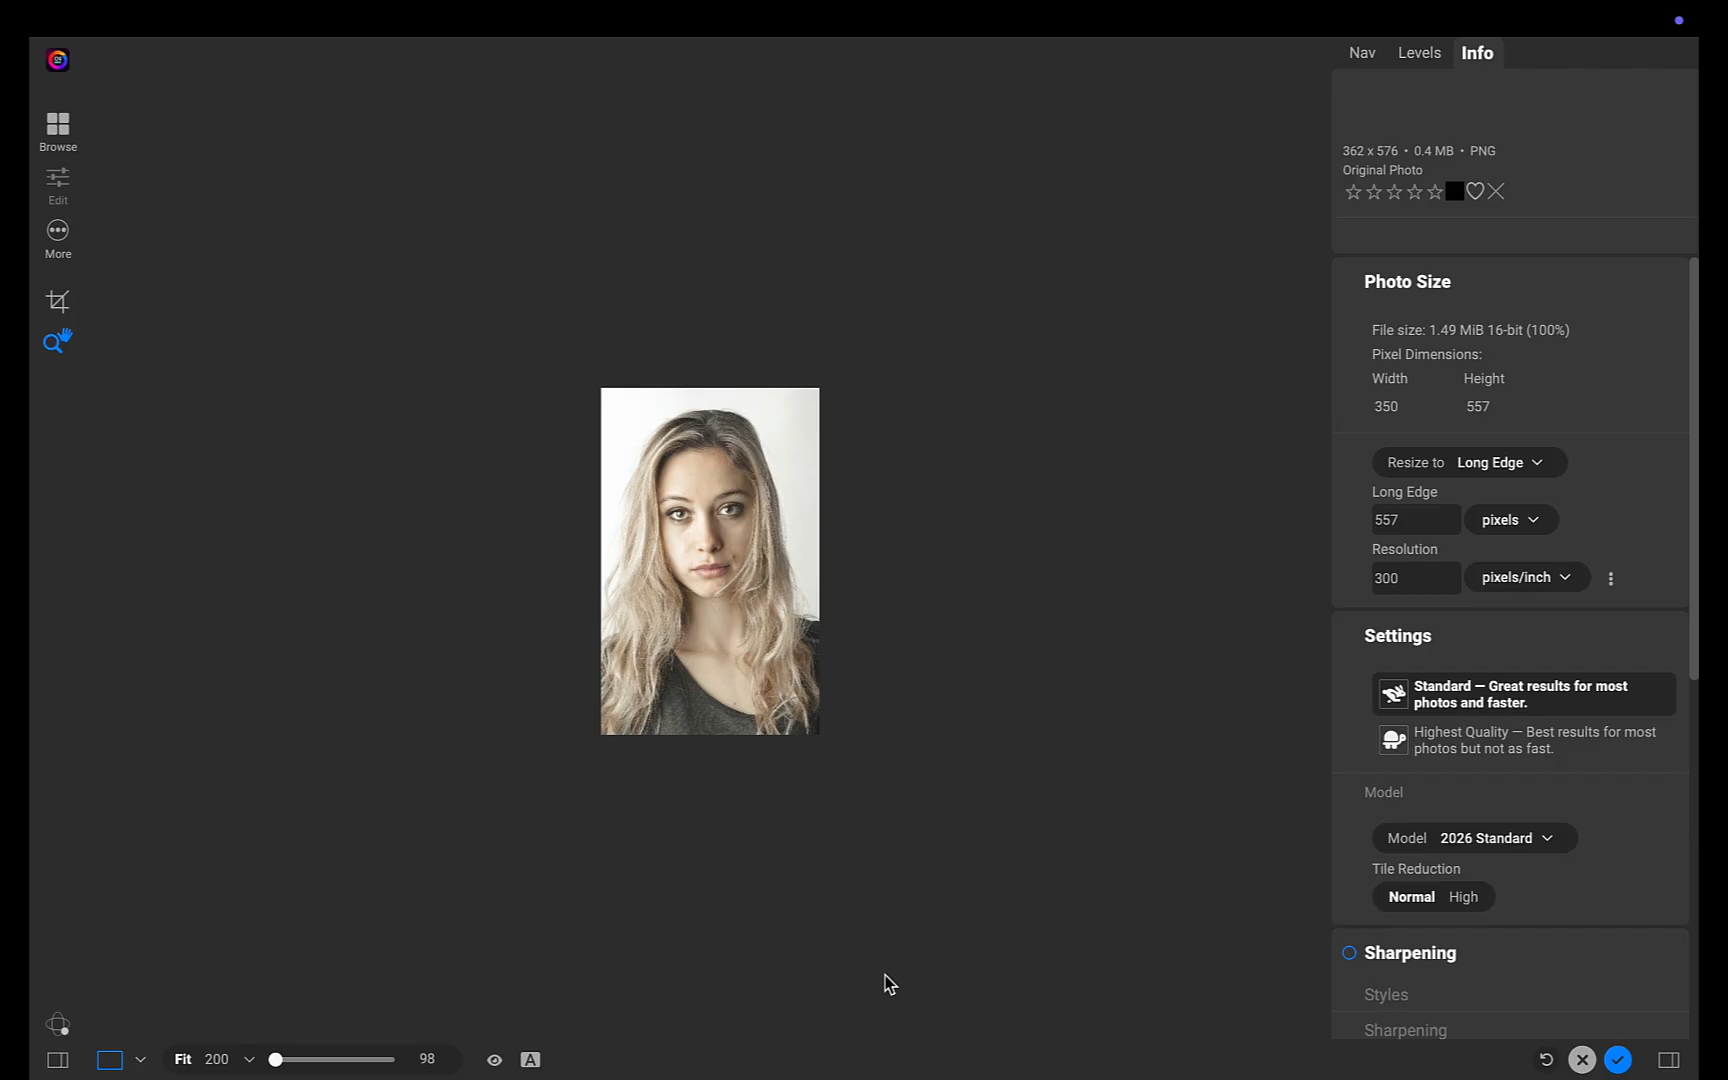 Nav Levels Info
Browse
Edit
More
362 x 576 • 0.4 MB • PNG
Original Photo
Photo Size
File size: 1.49 MiB 16-bit (100%)
Pixel Dimensions:
Width Height
350 557
Resize to Long Edge
Long Edge
557 pixels
Resolution
300 pixels/inch
Settings
Standard — Great results for most
photos and faster.
Highest Quality — Best results for most
photos but not as fast.
Model
Model 2026 Standard
Tile Reduction
Normal High
Sharpening
Styles
Sharpening
Fit 200 98 A